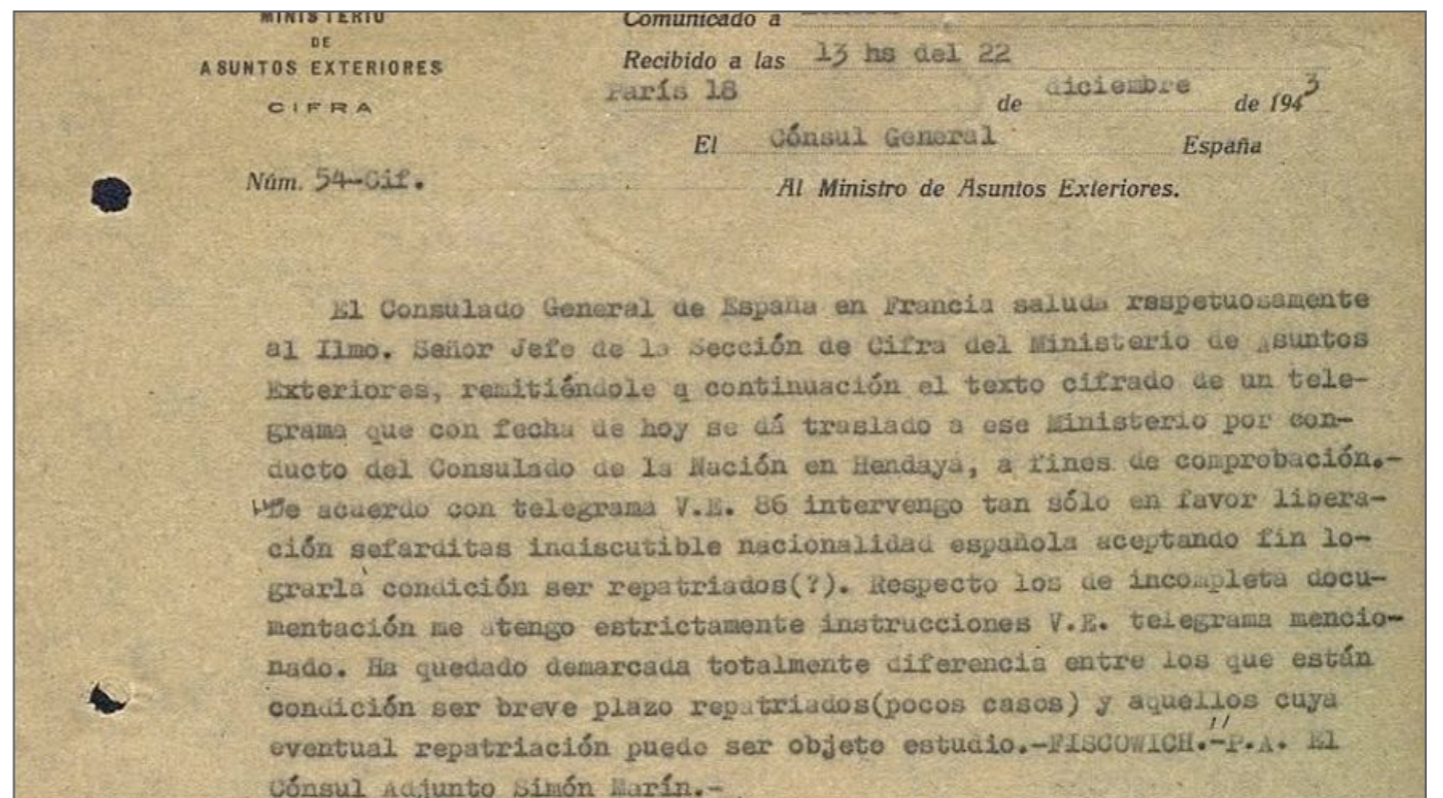 MINISTERIO
DE
ASUNTOS EXTERIORES
CIFRA
Comunicado a
Recibido a las 13 hs del 22
París 18 de diciembre de 1943
El Cónsul General España
Núm. 54-Cif.
Al Ministro de Asuntos Exteriores.
El Consulado General de España en Francia saluda respetuosamente
al Ilmo. Señor Jefe de la Sección de Cifra del Ministerio de Asuntos
Exteriores, remitiéndole a continuación el texto cifrado de un tele-
grama que con fecha de hoy se dá traslado a ese Ministerio por con-
ducto del Consulado de la Nación en Hendaya, a fines de comprobación.-
"De acuerdo con telegrama V.E. 86 intervengo tan sólo en favor libera-
ción sefarditas indiscutible nacionalidad española aceptando fin lo-
grarla condición ser repatriados(?). Respecto los de incompleta docu-
mentación me atengo estrictamente instrucciones V.E. telegrama mencio-
nado. Ha quedado demarcada totalmente diferencia entre los que están
condición ser breve plazo repatriados(pocos casos) y aquellos cuya
eventual repatriación puede ser objeto estudio.-FISCOWICH."-P.A. El
Cónsul Adjunto Simón Marín.-